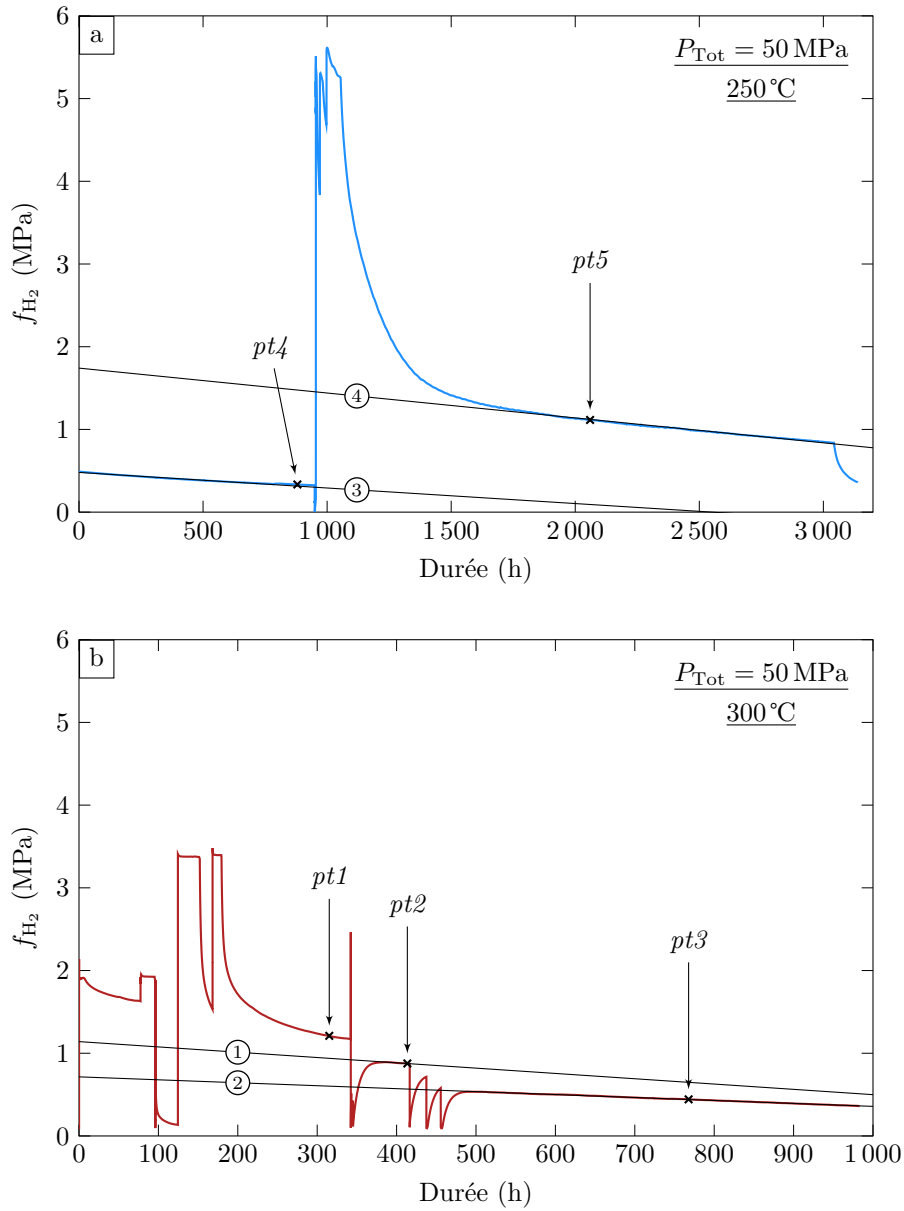 a
P_Tot = 50 MPa
250 °C
6
5
4
3
2
1
0
f_H₂ (MPa)
pt5
pt4
4
3
0
500
1 000
1 500
2 000
2 500
3 000
Durée (h)
b
P_Tot = 50 MPa
300 °C
6
5
4
3
2
1
0
f_H₂ (MPa)
pt1
pt2
pt3
1
2
0
100
200
300
400
500
600
700
800
900
1 000
Durée (h)